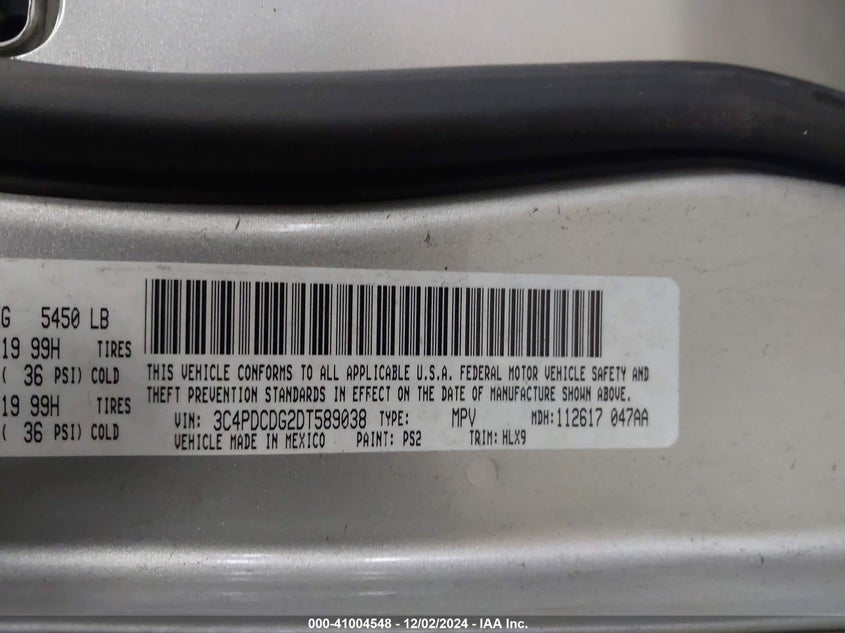 G 5450 LB
19 99H TIRES
( 36 PSI) COLD
19 99H TIRES
( 36 PSI) COLD
THIS VEHICLE CONFORMS TO ALL APPLICABLE U.S.A. FEDERAL MOTOR VEHICLE SAFETY AND
THEFT PREVENTION STANDARDS IN EFFECT ON THE DATE OF MANUFACTURE SHOWN ABOVE.
VIN: 3C4PDCDG2DT589038 TYPE: MPV MDH: 112617 047AA
VEHICLE MADE IN MEXICO PAINT: PS2 TRIM: HLX9
000-41004548 - 12/02/2024 - IAA Inc.